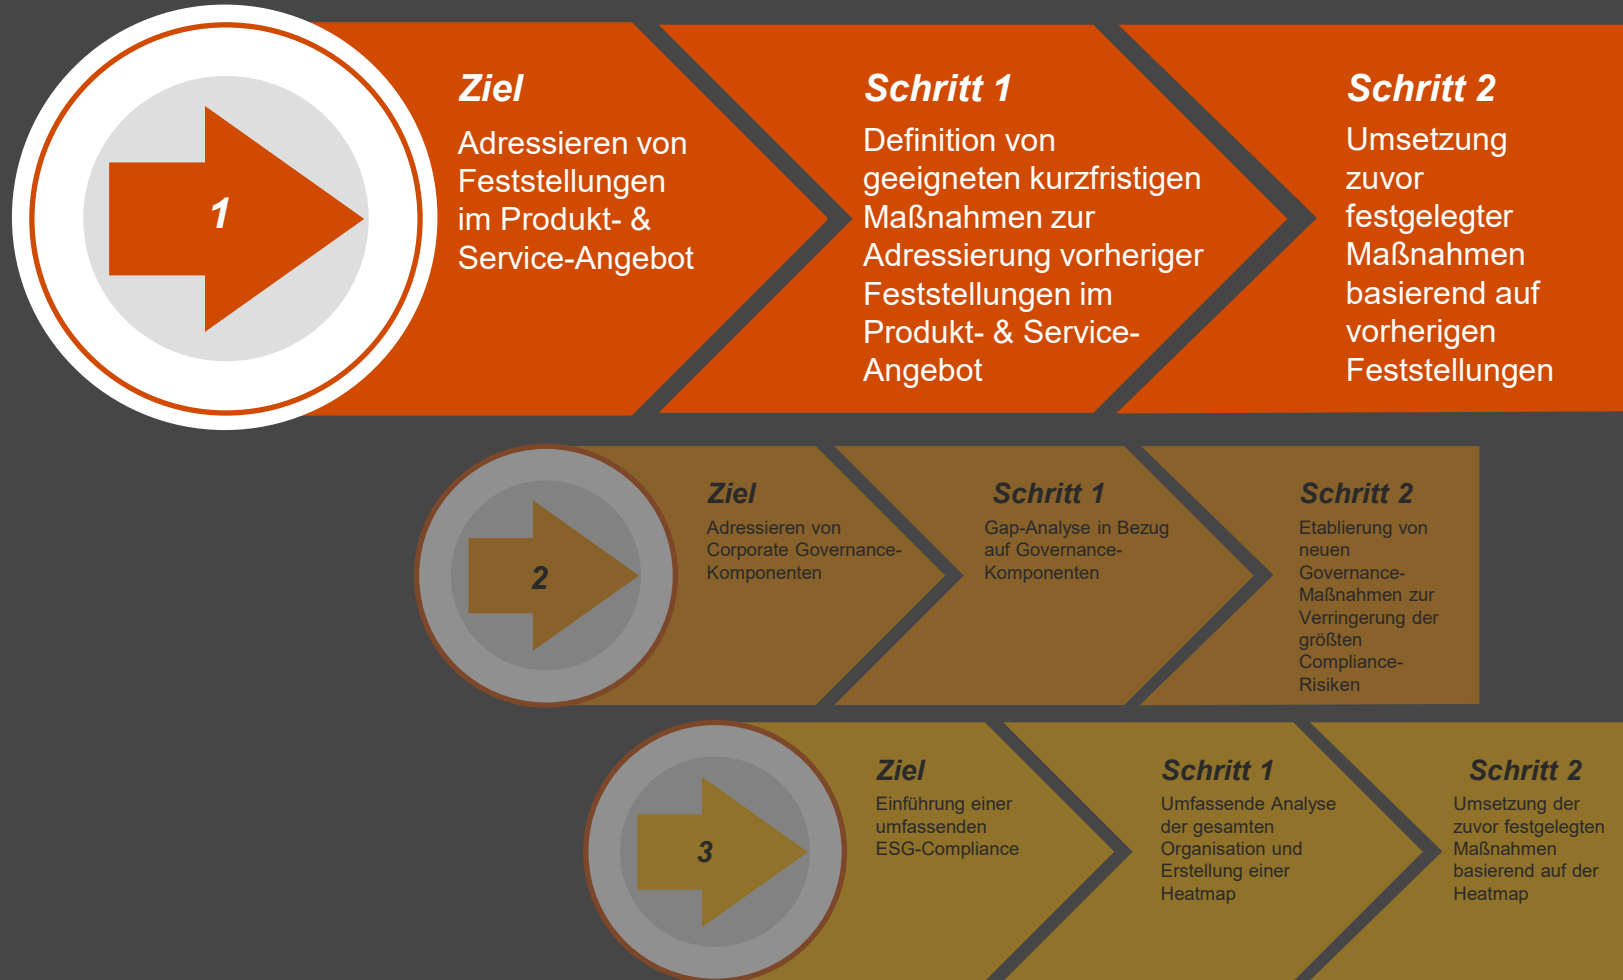 1
Ziel
Adressieren von
Feststellungen
im Produkt- &
Service-Angebot
Schritt 1
Definition von
geeigneten kurzfristigen
Maßnahmen zur
Adressierung vorheriger
Feststellungen im
Produkt- & Service-
Angebot
Schritt 2
Umsetzung
zuvor
festgelegter
Maßnahmen
basierend auf
vorherigen
Feststellungen
2
Ziel
Adressieren von
Corporate Governance-
Komponenten
Schritt 1
Gap-Analyse in Bezug
auf Governance-
Komponenten
Schritt 2
Etablierung von
neuen
Governance-
Maßnahmen zur
Verringerung der
größten
Compliance-
Risiken
3
Ziel
Einführung einer
umfassenden
ESG-Compliance
Schritt 1
Umfassende Analyse
der gesamten
Organisation und
Erstellung einer
Heatmap
Schritt 2
Umsetzung der
zuvor festgelegten
Maßnahmen
basierend auf der
Heatmap